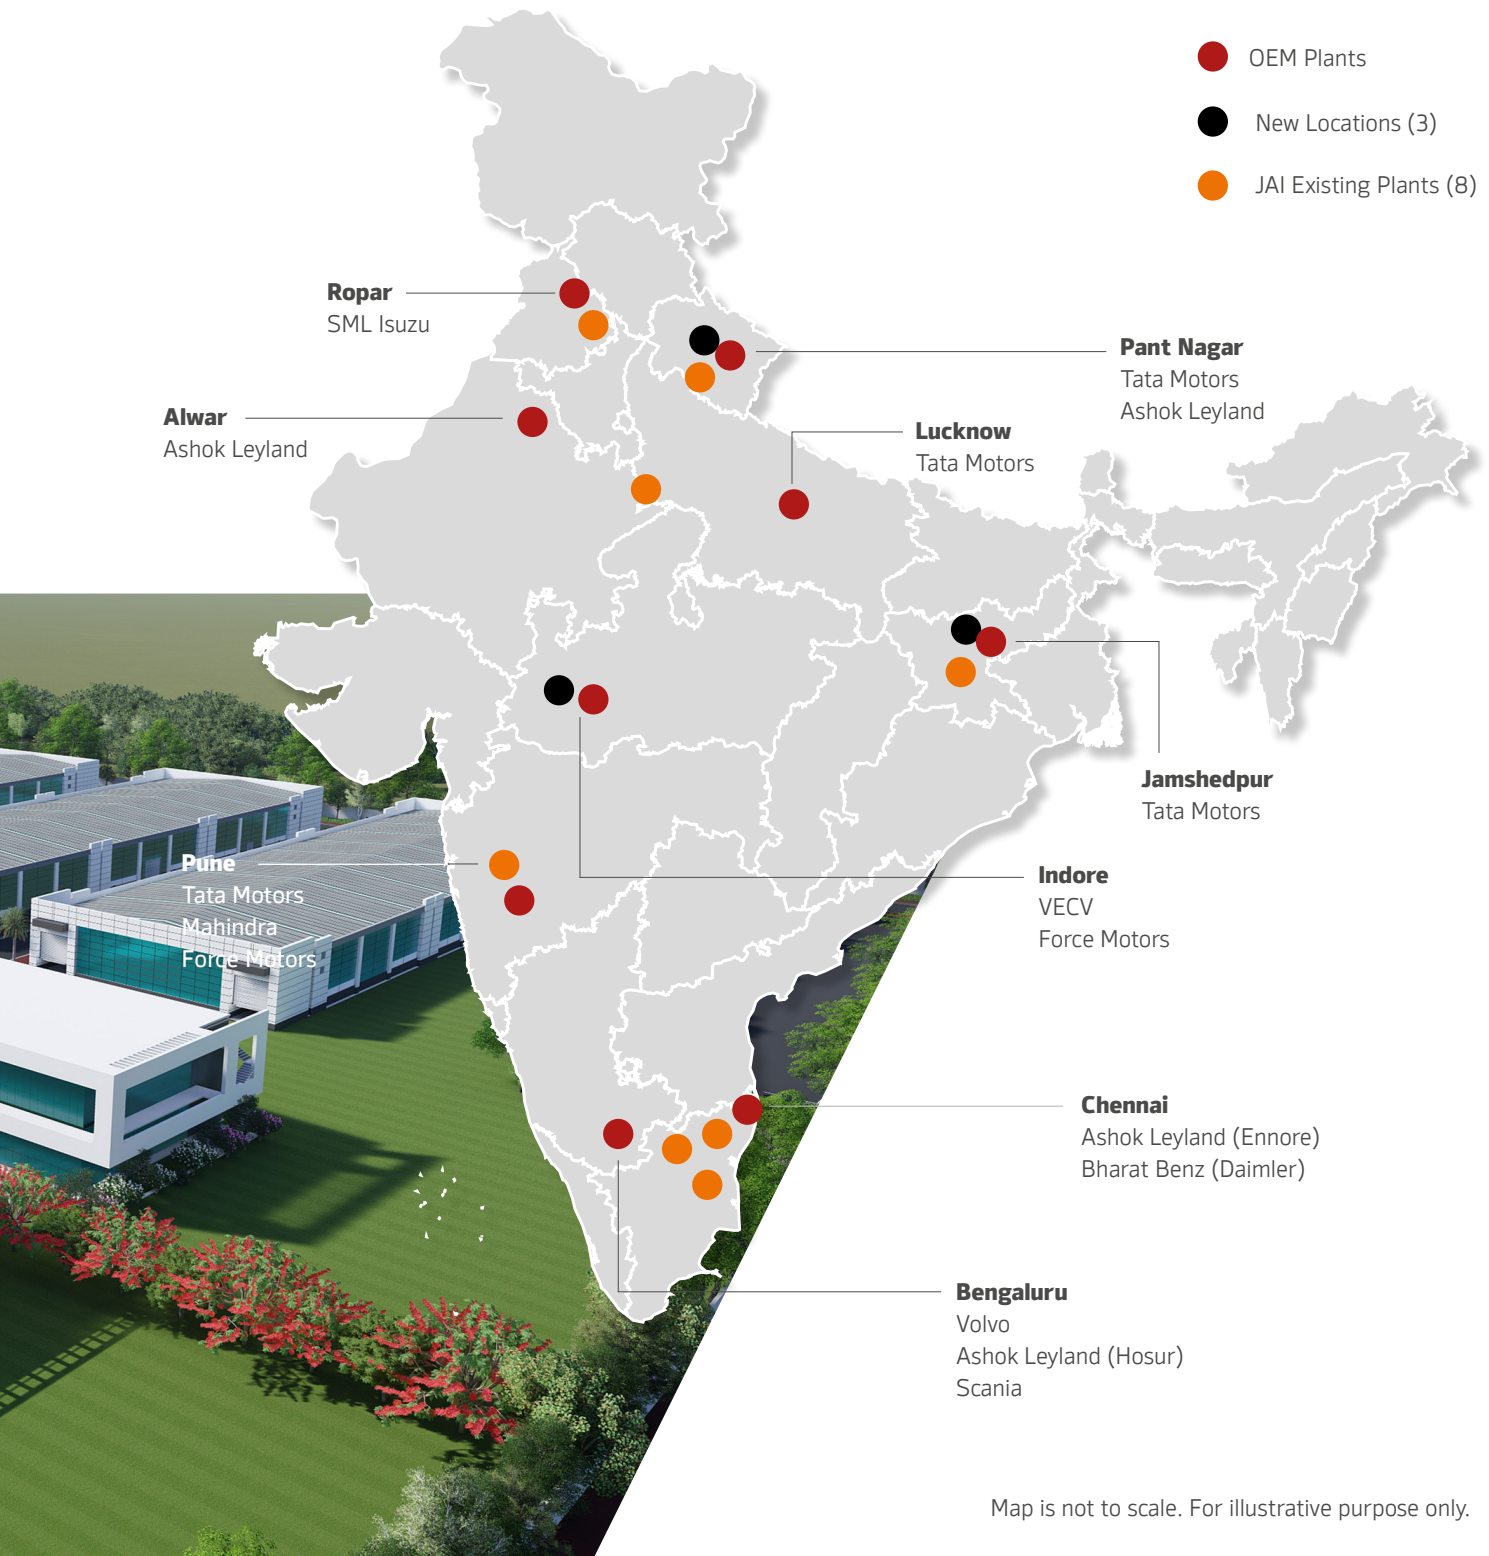 OEM Plants
New Locations (3)
JAI Existing Plants (8)
Ropar
SML Isuzu
Pant Nagar
Tata Motors
Ashok Leyland
Alwar
Ashok Leyland
Lucknow
Tata Motors
Jamshedpur
Tata Motors
Pune
Tata Motors
Mahindra
Force Motors
Indore
VECV
Force Motors
Chennai
Ashok Leyland (Ennore)
Bharat Benz (Daimler)
Bengaluru
Volvo
Ashok Leyland (Hosur)
Scania
Map is not to scale. For illustrative purpose only.